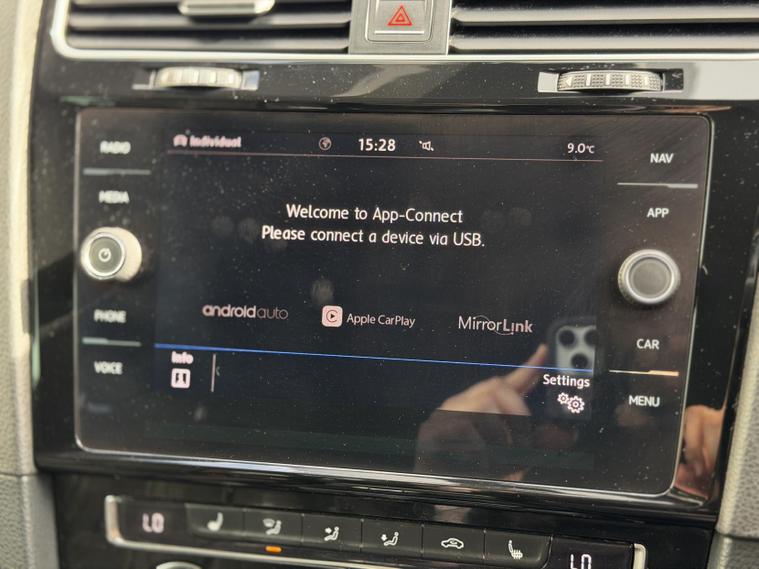 RADIO
MEDIA
PHONE
VOICE
Individual
15:28
9.0°C
Welcome to App-Connect
Please connect a device via USB.
androidauto
Apple CarPlay
MirrorLink
Info
Settings
NAV
APP
CAR
MENU
LO
LO